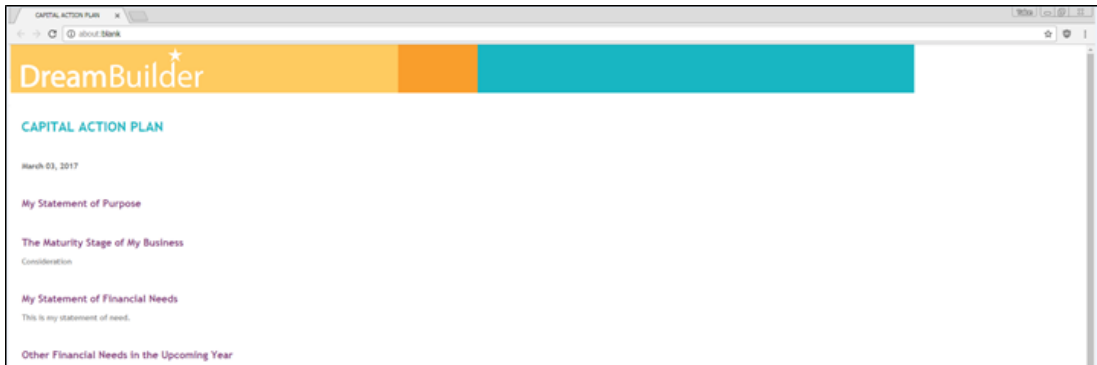 CAPITAL ACTION PLAN
about:blank
DreamBuilder
CAPITAL ACTION PLAN
March 03, 2017
My Statement of Purpose
The Maturity Stage of My Business
Consideration
My Statement of Financial Needs
This is my statement of need.
Other Financial Needs in the Upcoming Year